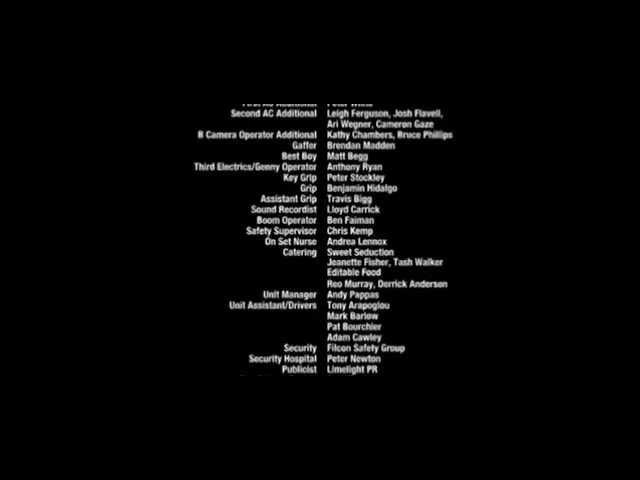 Second AC Additional Leigh Ferguson, Josh Flavell,
Ari Wegner, Cameron Gaze
B Camera Operator Additional Kathy Chambers, Bruce Phillips
Gaffer Brendan Madden
Best Boy Matt Begg
Third Electrics/Genny Operator Anthony Ryan
Key Grip Peter Stockley
Grip Benjamin Hidalgo
Assistant Grip Travis Bigg
Sound Recordist Lloyd Carrick
Boom Operator Ben Faiman
Safety Supervisor Chris Kemp
On Set Nurse Andrea Lennox
Catering Sweet Seduction
Jeanette Fisher, Tash Walker
Editable Food
Reo Murray, Derrick Anderson
Unit Manager Andy Pappas
Unit Assistant/Drivers Tony Arapoglou
Mark Barlow
Pat Bourchier
Adam Cawley
Security Filcon Safety Group
Security Hospital Peter Newton
Publicist Limelight PR